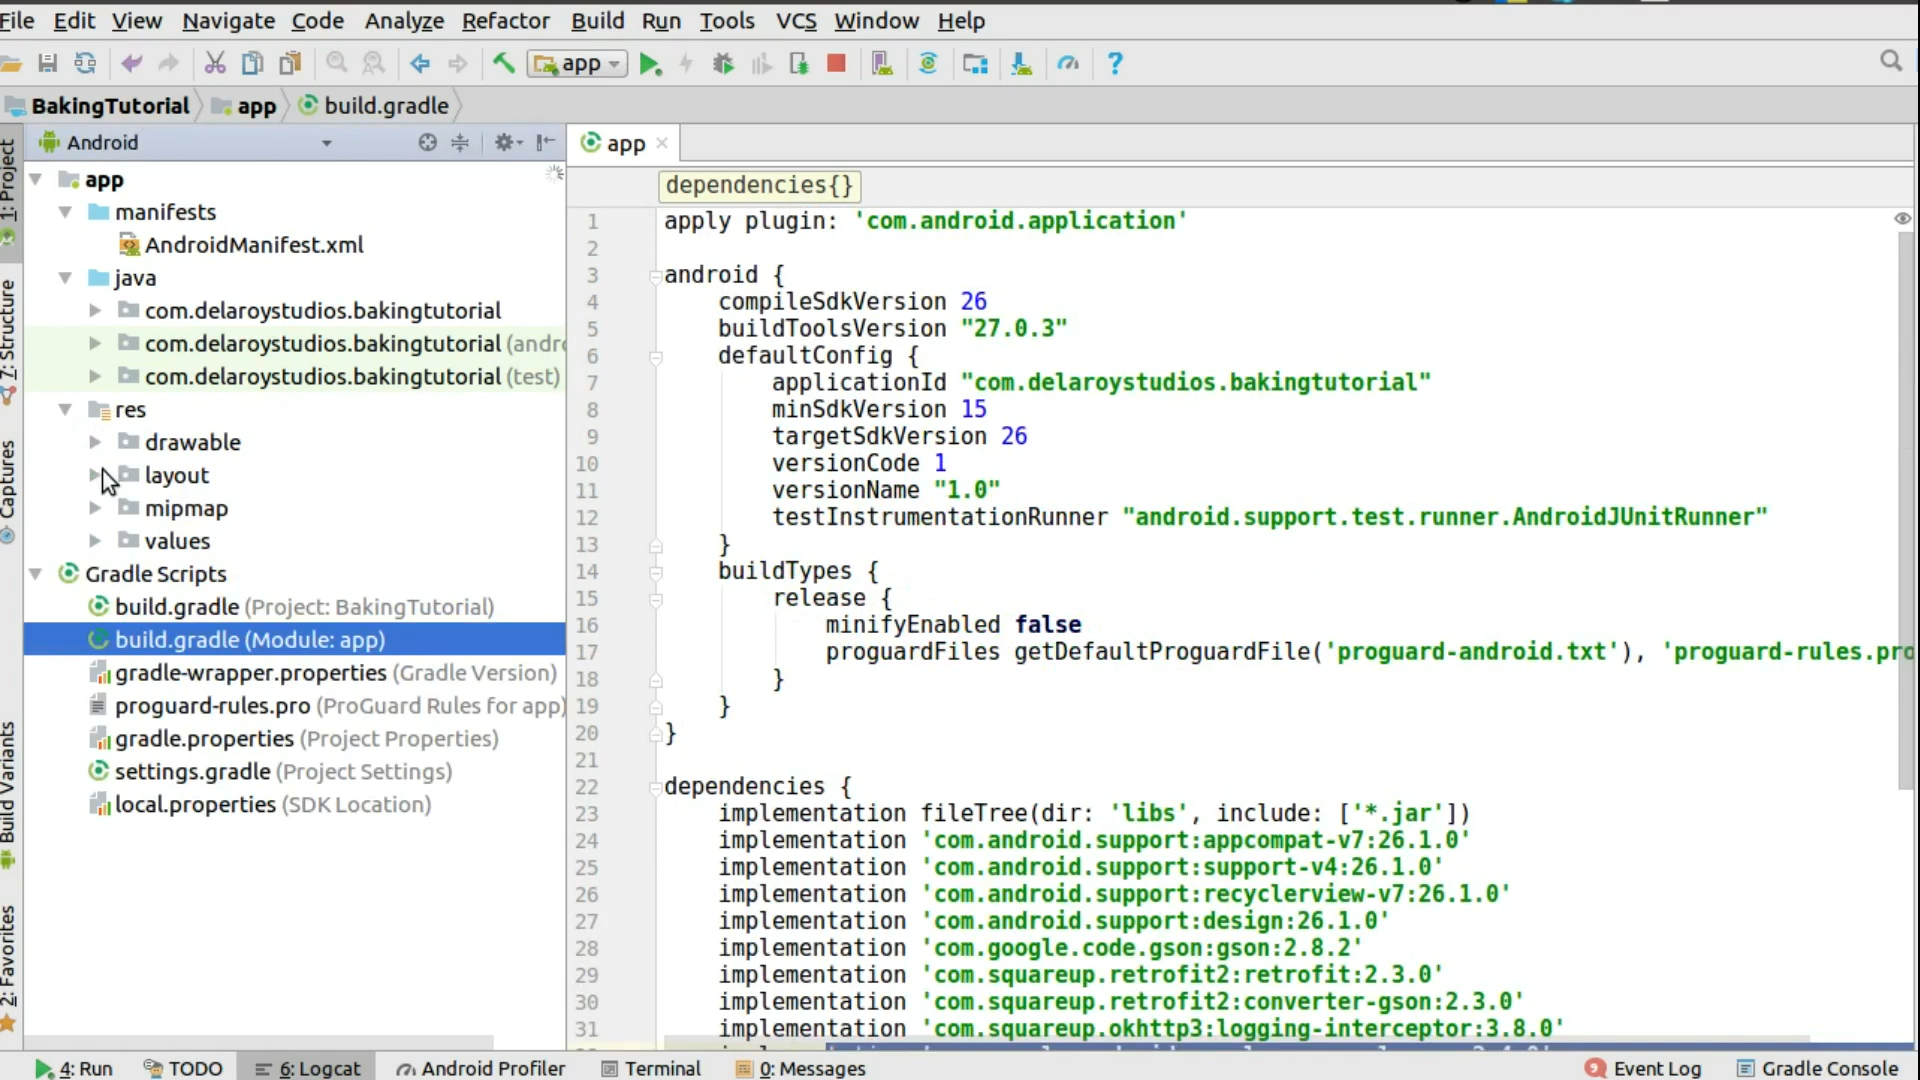 File Edit View Navigate Code Analyze Refactor Build Run Tools VCS Window Help
app
BakingTutorial app build.gradle
Android
app
dependencies{}
1: Project
7: Structure
Captures
Build Variants
2: Favorites
app
manifests
AndroidManifest.xml
java
com.delaroystudios.bakingtutorial
com.delaroystudios.bakingtutorial (andro
com.delaroystudios.bakingtutorial (test)
res
drawable
layout
mipmap
values
Gradle Scripts
build.gradle (Project: BakingTutorial)
build.gradle (Module: app)
gradle-wrapper.properties (Gradle Version)
proguard-rules.pro (ProGuard Rules for app)
gradle.properties (Project Properties)
settings.gradle (Project Settings)
local.properties (SDK Location)
1 apply plugin: 'com.android.application'
2
3 android {
4 compileSdkVersion 26
5 buildToolsVersion "27.0.3"
6 defaultConfig {
7 applicationId "com.delaroystudios.bakingtutorial"
8 minSdkVersion 15
9 targetSdkVersion 26
10 versionCode 1
11 versionName "1.0"
12 testInstrumentationRunner "android.support.test.runner.AndroidJUnitRunner"
13 }
14 buildTypes {
15 release {
16 minifyEnabled false
17 proguardFiles getDefaultProguardFile('proguard-android.txt'), 'proguard-rules.pro
18 }
19 }
20 }
21
22 dependencies {
23 implementation fileTree(dir: 'libs', include: ['*.jar'])
24 implementation 'com.android.support:appcompat-v7:26.1.0'
25 implementation 'com.android.support:support-v4:26.1.0'
26 implementation 'com.android.support:recyclerview-v7:26.1.0'
27 implementation 'com.android.support:design:26.1.0'
28 implementation 'com.google.code.gson:gson:2.8.2'
29 implementation 'com.squareup.retrofit2:retrofit:2.3.0'
30 implementation 'com.squareup.retrofit2:converter-gson:2.3.0'
31 implementation 'com.squareup.okhttp3:logging-interceptor:3.8.0'
4: Run TODO 6: Logcat Android Profiler Terminal 0: Messages 9 Event Log Gradle Console